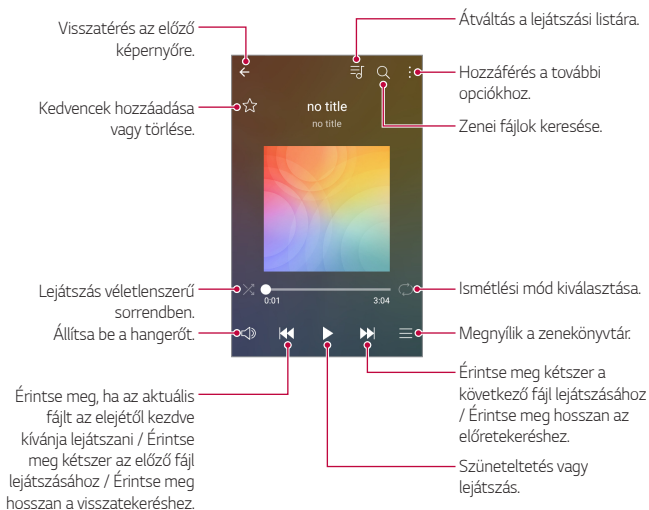 Visszatérés az előző
képernyőre.
Kedvencek hozzáadása
vagy törlése.
Lejátszás véletlenszerű
sorrendben.
Állítsa be a hangerőt.
Érintse meg, ha az aktuális
fájlt az elejétől kezdve
kívánja lejátszani / Érintse
meg kétszer az előző fájl
lejátszásához / Érintse meg
hosszan a visszatekeréshez.
no title
no title
0:01
3:04
Átváltás a lejátszási listára.
Hozzáférés a további
opciókhoz.
Zenei fájlok keresése.
Ismétlési mód kiválasztása.
Megnyílik a zenekönyvtár.
Érintse meg kétszer a
következő fájl lejátszásához
/ Érintse meg hosszan az
előretekeréshez.
Szüneteltetés vagy
lejátszás.